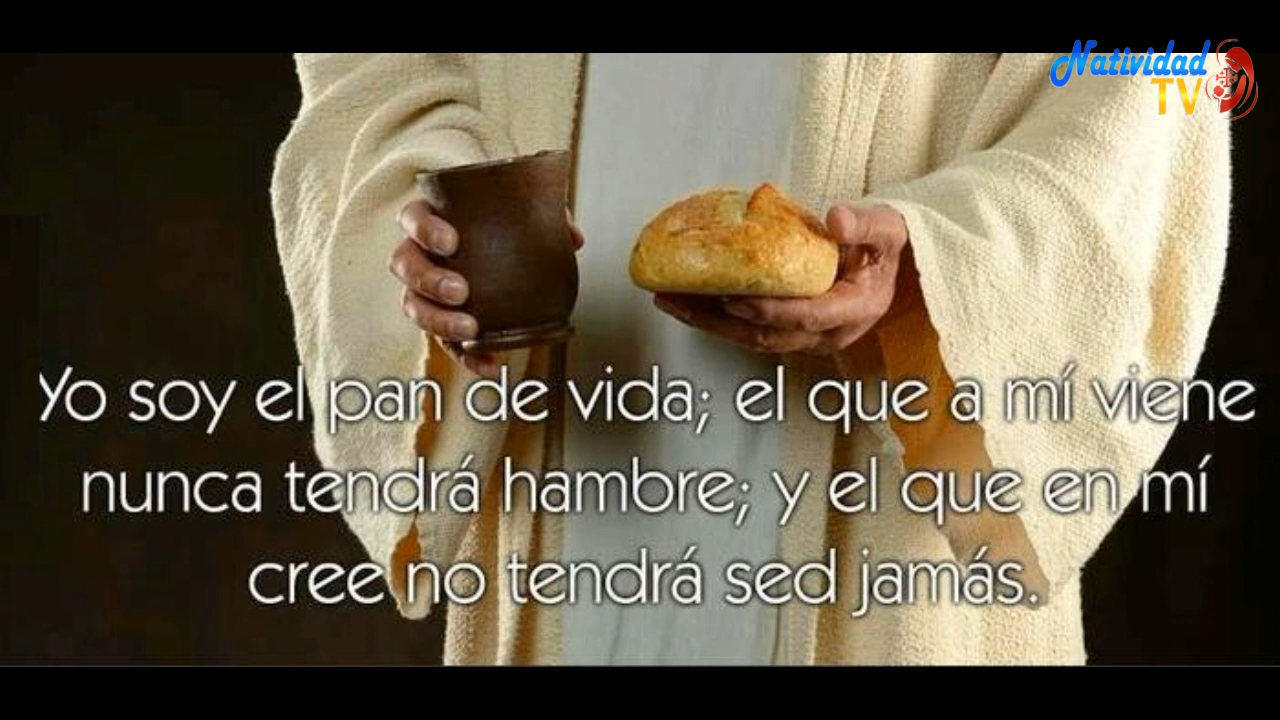 Natividad
TV
Yo soy el pan de vida; el que a mí viene
nunca tendrá hambre; y el que en mí
cree no tendrá sed jamás.